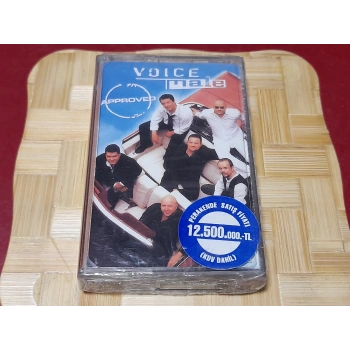 VOICE
male
APPROVED
PERAKENDE SATIŞ FİYATI
12.500.000.-TL.
(KDV DAHİL)